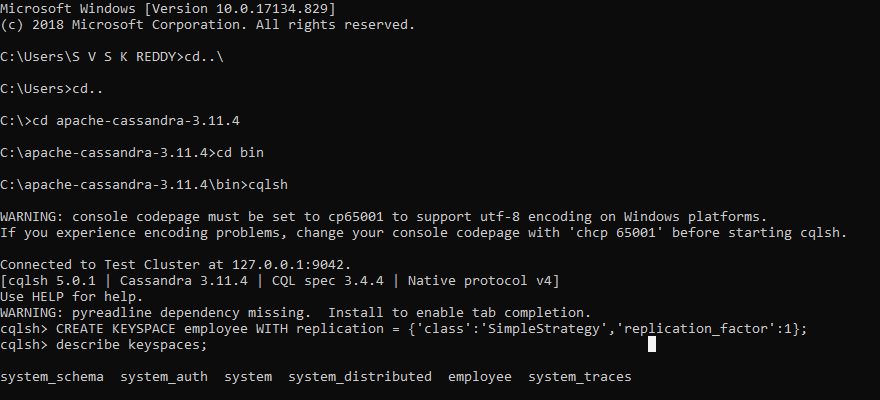 Microsoft Windows [Version 10.0.17134.829]
(c) 2018 Microsoft Corporation. All rights reserved.
C:\Users\S V S K REDDY>cd..\
C:\Users>cd..
C:\>cd apache-cassandra-3.11.4
C:\apache-cassandra-3.11.4>cd bin
C:\apache-cassandra-3.11.4\bin>cqlsh
WARNING: console codepage must be set to cp65001 to support utf-8 encoding on Windows platforms.
If you experience encoding problems, change your console codepage with 'chcp 65001' before starting cqlsh.
Connected to Test Cluster at 127.0.0.1:9042.
[cqlsh 5.0.1 | Cassandra 3.11.4 | CQL spec 3.4.4 | Native protocol v4]
Use HELP for help.
WARNING: pyreadline dependency missing.  Install to enable tab completion.
cqlsh> CREATE KEYSPACE employee WITH replication = {'class':'SimpleStrategy','replication_factor':1};
cqlsh> describe keyspaces;
system_schema  system_auth  system  system_distributed  employee  system_traces